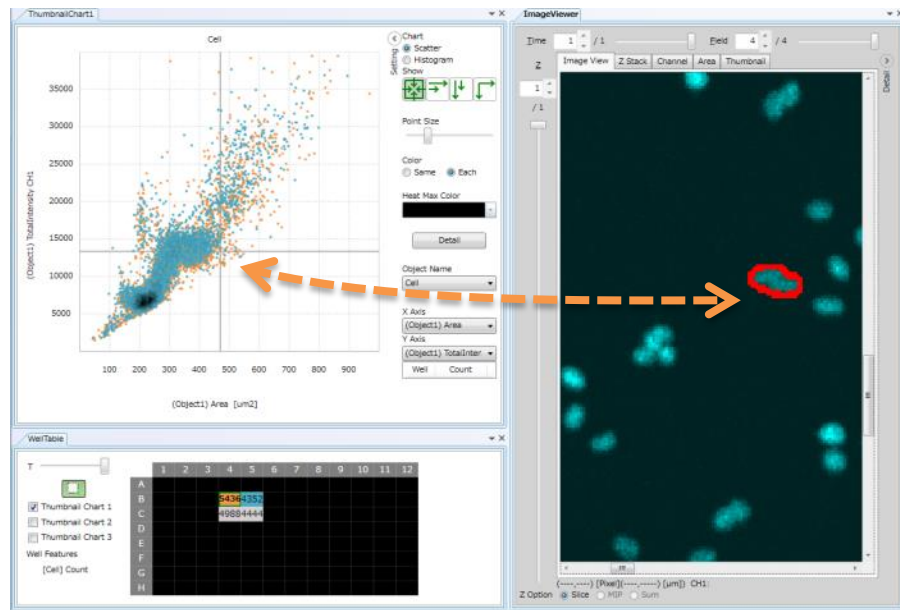 ThumbnailChart1
Cell
(Object1) TotalIntensity CH1
35000
30000
25000
20000
15000
10000
5000
100 200 300 400 500 600 700 800 900
(Object1) Area [um2]
Setting
Chart
Scatter
Histogram
Show
Point Size
Color
Same Each
Heat Max Color
Detail
Object Name
Cell
X Axis
(Object1) Area
Y Axis
(Object1) TotalInter
Well Count
WellTable
T
Thumbnail Chart 1
Thumbnail Chart 2
Thumbnail Chart 3
Well Features
[Cell] Count
1 2 3 4 5 6 7 8 9 10 11 12
A
B 5436 4352
C 4988 4444
D
E
F
G
H
ImageViewer
Time 1 / 1 Field 4 / 4
Z
1
/ 1
Image View Z Stack Channel Area Thumbnail
Detail
(----,----) [Pixel](----,----) [µm]) CH1:
Z Option Slice MIP Sum